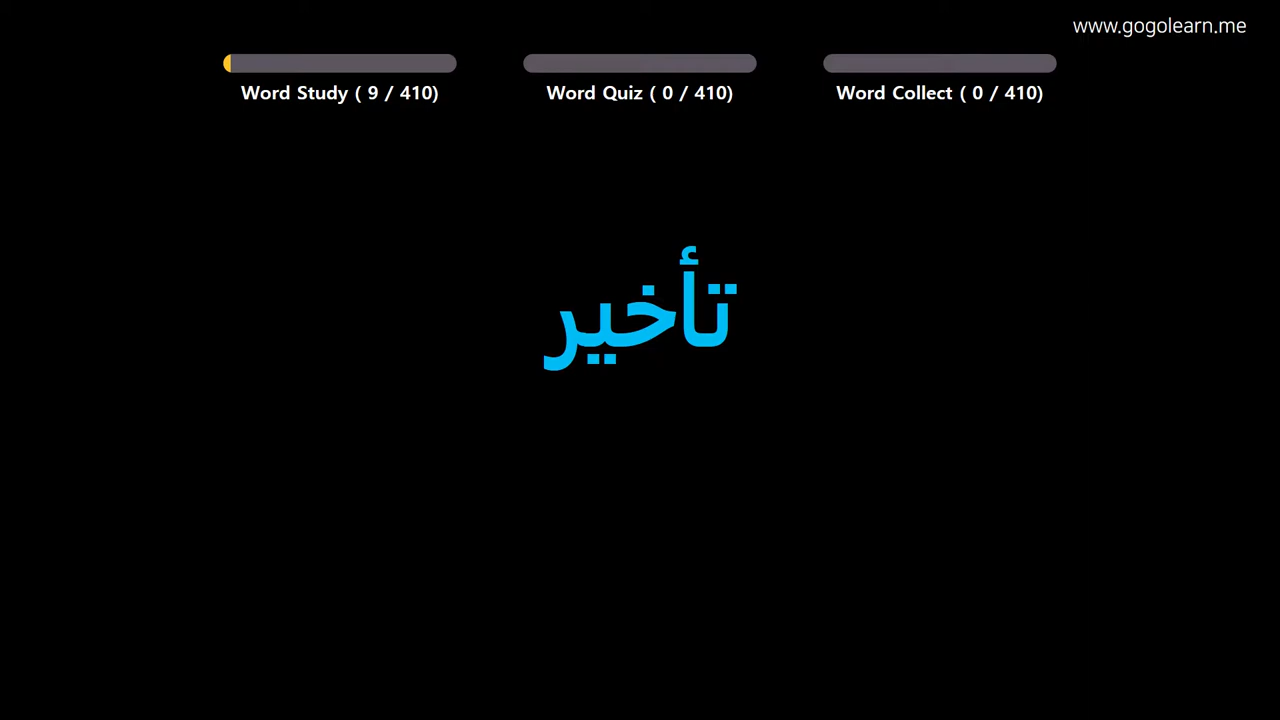 www.gogolearn.me
Word Study ( 9 / 410)
Word Quiz ( 0 / 410)
Word Collect ( 0 / 410)
تأخير